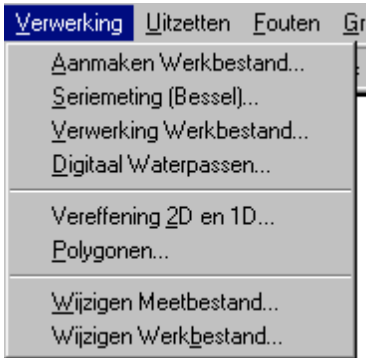 Verwerking Uitzetten Fouten Gr
Aanmaken Werkbestand...
Seriemeting (Bessel)...
Verwerking Werkbestand...
Digitaal Waterpassen...
Vereffening 2D en 1D...
Polygonen...
Wijzigen Meetbestand...
Wijzigen Werkbestand...